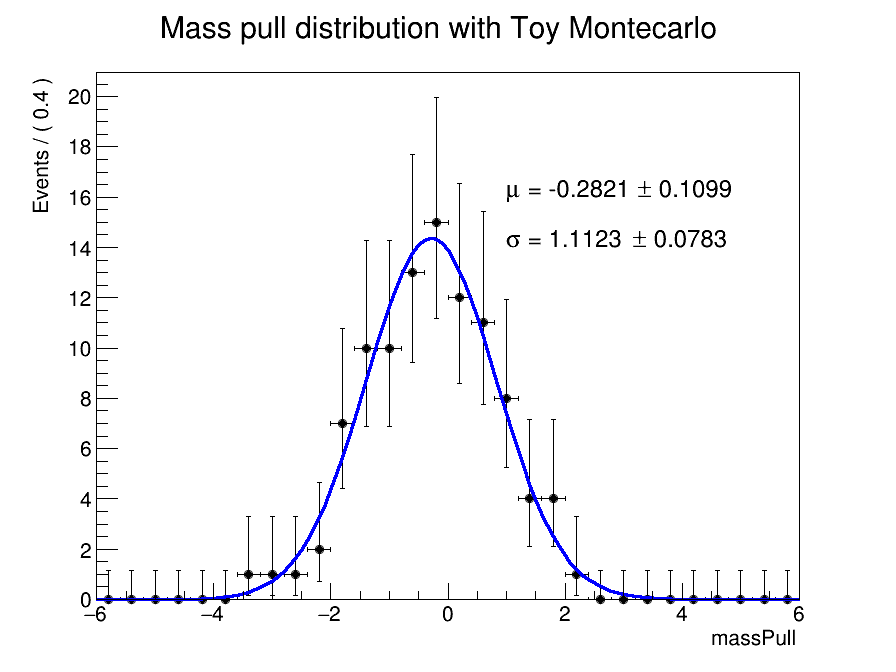 Mass pull distribution with Toy Montecarlo
Events / ( 0.4 )
20
18
16
14
12
10
8
6
4
2
0
μ = -0.2821 ± 0.1099
σ = 1.1123 ± 0.0783
−6 −4 −2 0 2 4 6
massPull